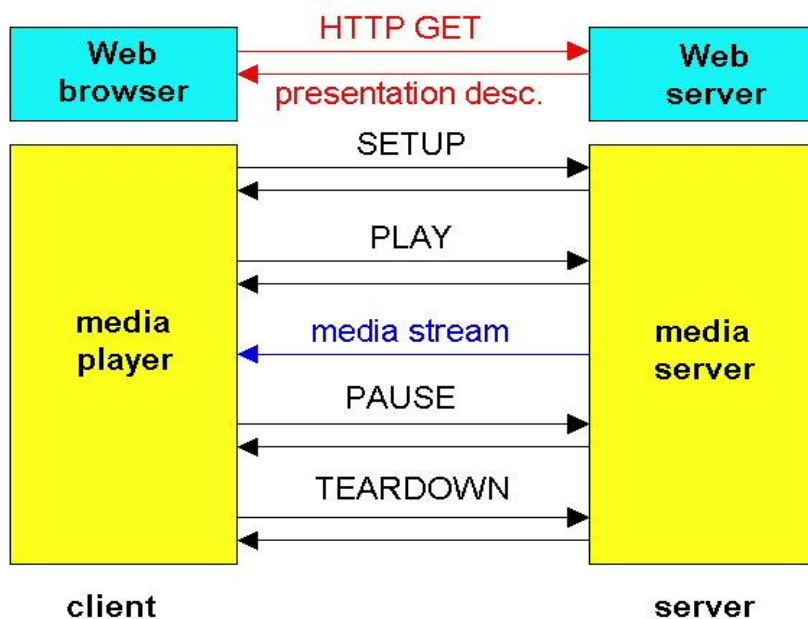 HTTP GET
Web
browser
Web
server
presentation desc.
SETUP
PLAY
media
player
media stream
media
server
PAUSE
TEARDOWN
client
server